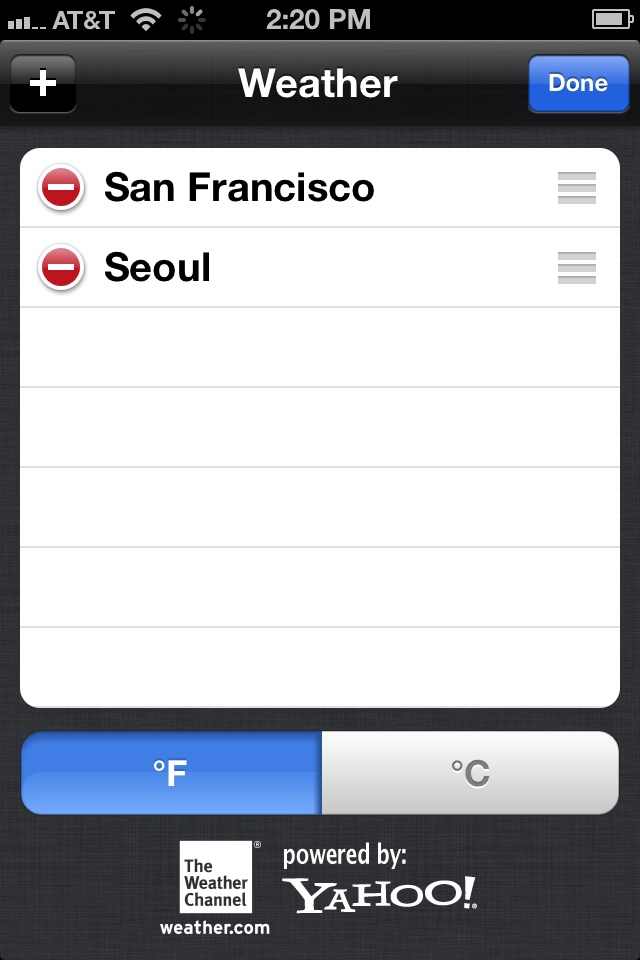 AT&T 2:20 PM
+ Weather Done
San Francisco
Seoul
°F °C
The
Weather
Channel®
weather.com
powered by:
YAHOO!®